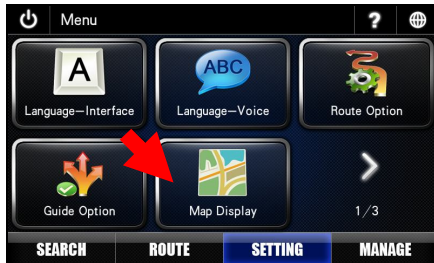 Menu
?
A
ABC
Language—Interface
Language—Voice
Route Option
Guide Option
Map Display
1/3
SEARCH
ROUTE
SETTING
MANAGE